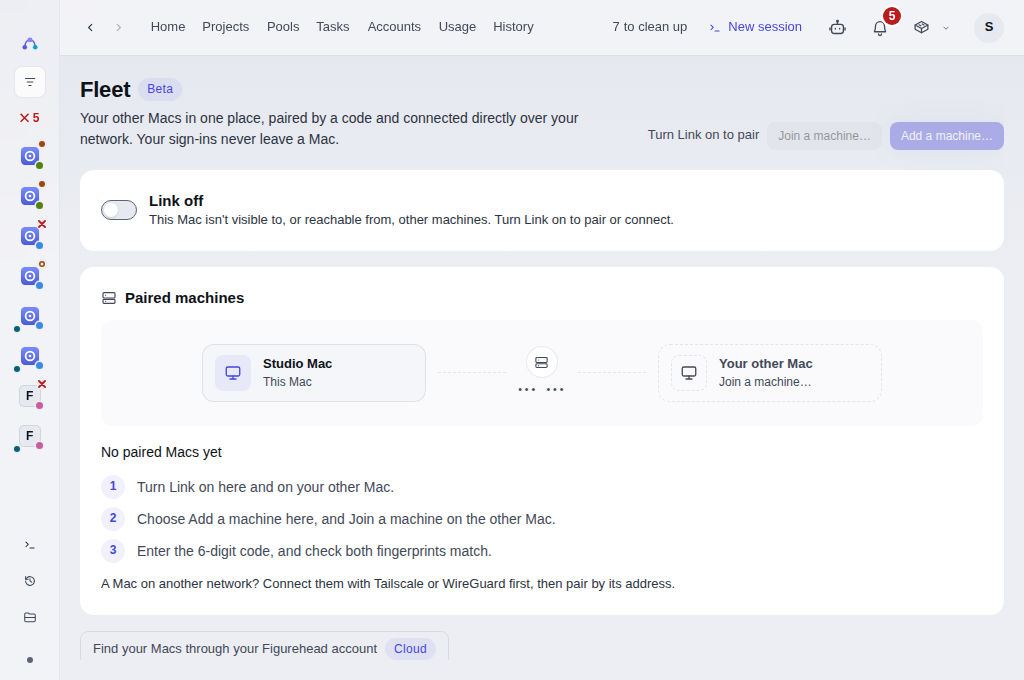 Home Projects Pools Tasks Accounts Usage History 7 to clean up New session 5 S
5
F
F
Fleet Beta
Your other Macs in one place, paired by a code and connected directly over your
network. Your sign-ins never leave a Mac.
Turn Link on to pair Join a machine… Add a machine…
Link off
This Mac isn't visible to, or reachable from, other machines. Turn Link on to pair or connect.
Paired machines
Studio Mac
This Mac
Your other Mac
Join a machine…
No paired Macs yet
1 Turn Link on here and on your other Mac.
2 Choose Add a machine here, and Join a machine on the other Mac.
3 Enter the 6-digit code, and check both fingerprints match.
A Mac on another network? Connect them with Tailscale or WireGuard first, then pair by its address.
Find your Macs through your Figurehead account Cloud